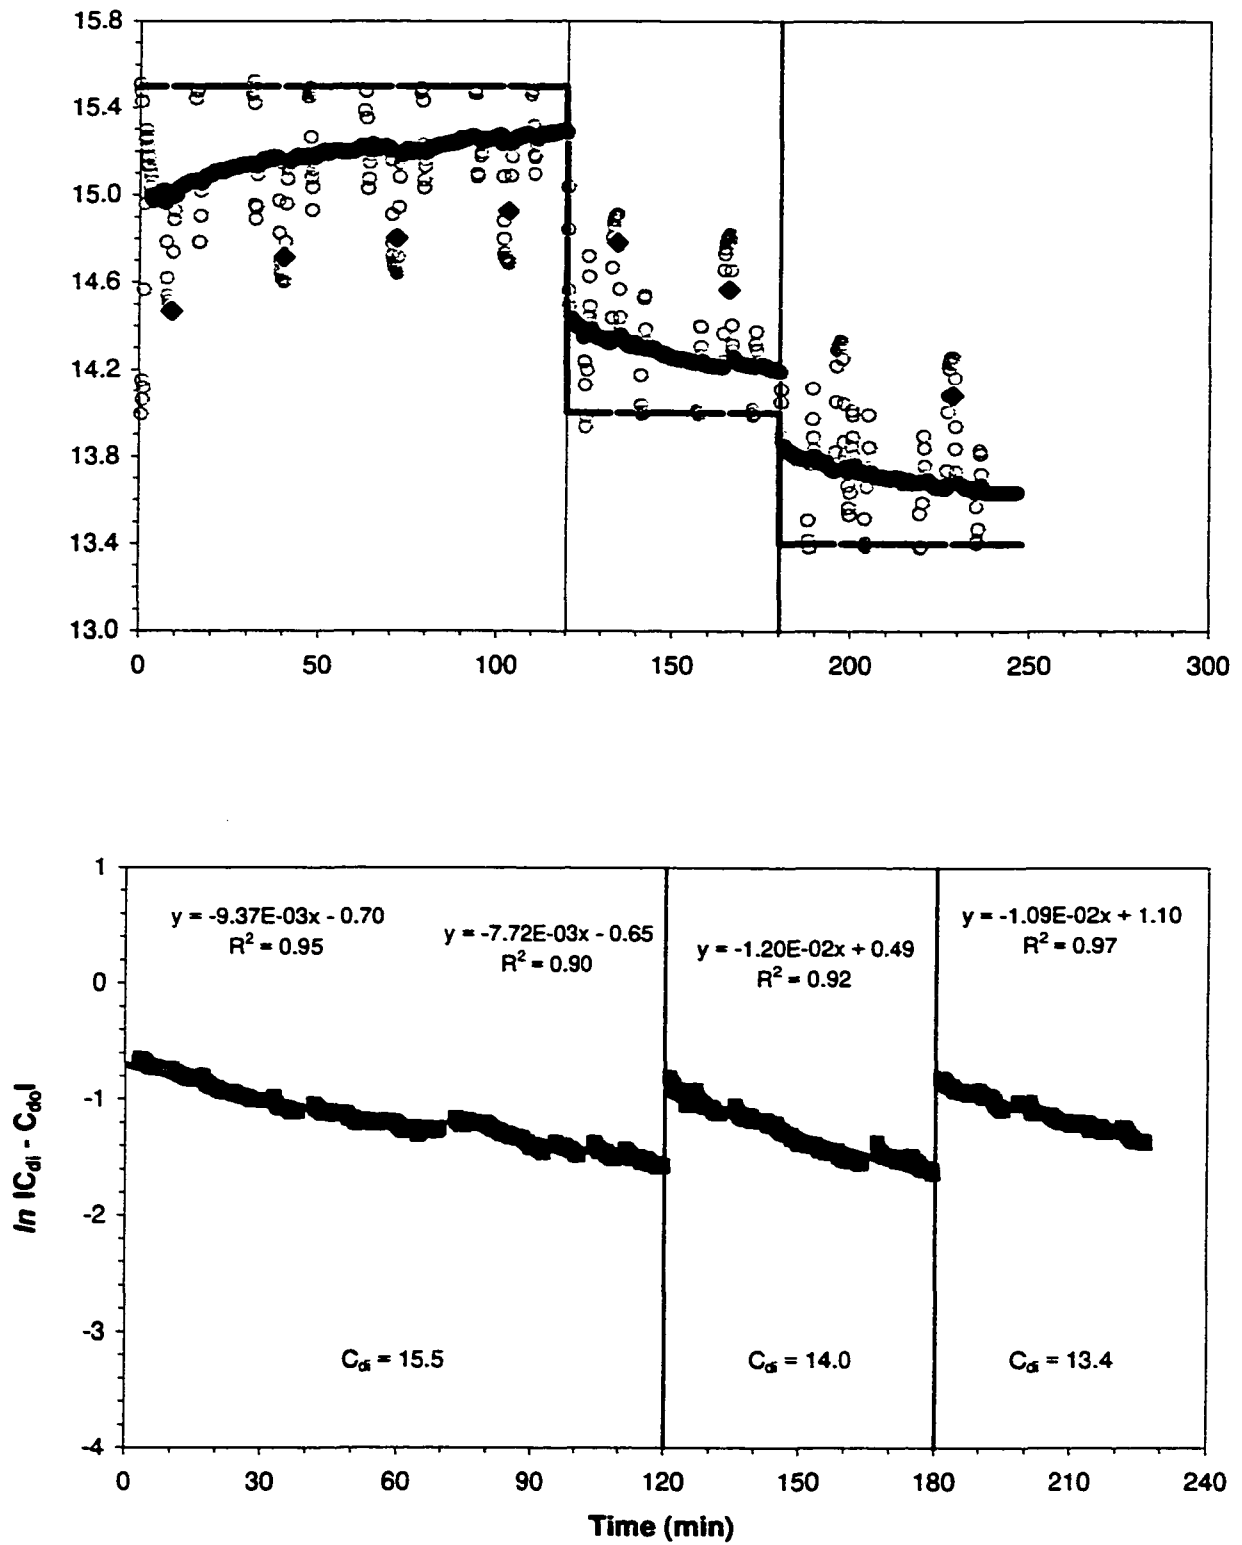 15.8
15.4
15.0
14.6
14.2
13.8
13.4
13.0
0 50 100 150 200 250 300
1
0
-1
-2
-3
-4
ln |Cdi - Cdo|
y = -9.37E-03x - 0.70
R² = 0.95
y = -7.72E-03x - 0.65
R² = 0.90
y = -1.20E-02x + 0.49
R² = 0.92
y = -1.09E-02x + 1.10
R² = 0.97
Cdi = 15.5
Cdi = 14.0
Cdi = 13.4
0 30 60 90 120 150 180 210 240
Time (min)